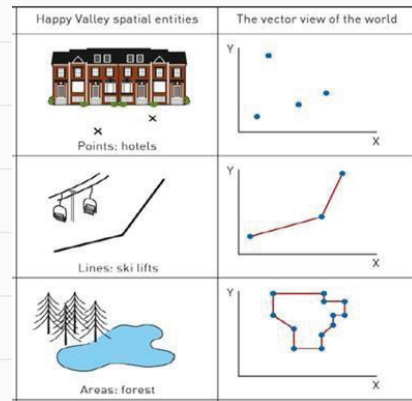 Happy Valley spatial entities
The vector view of the world
Points: hotels
Y
X
Lines: ski lifts
Y
X
Areas: forest
Y
X